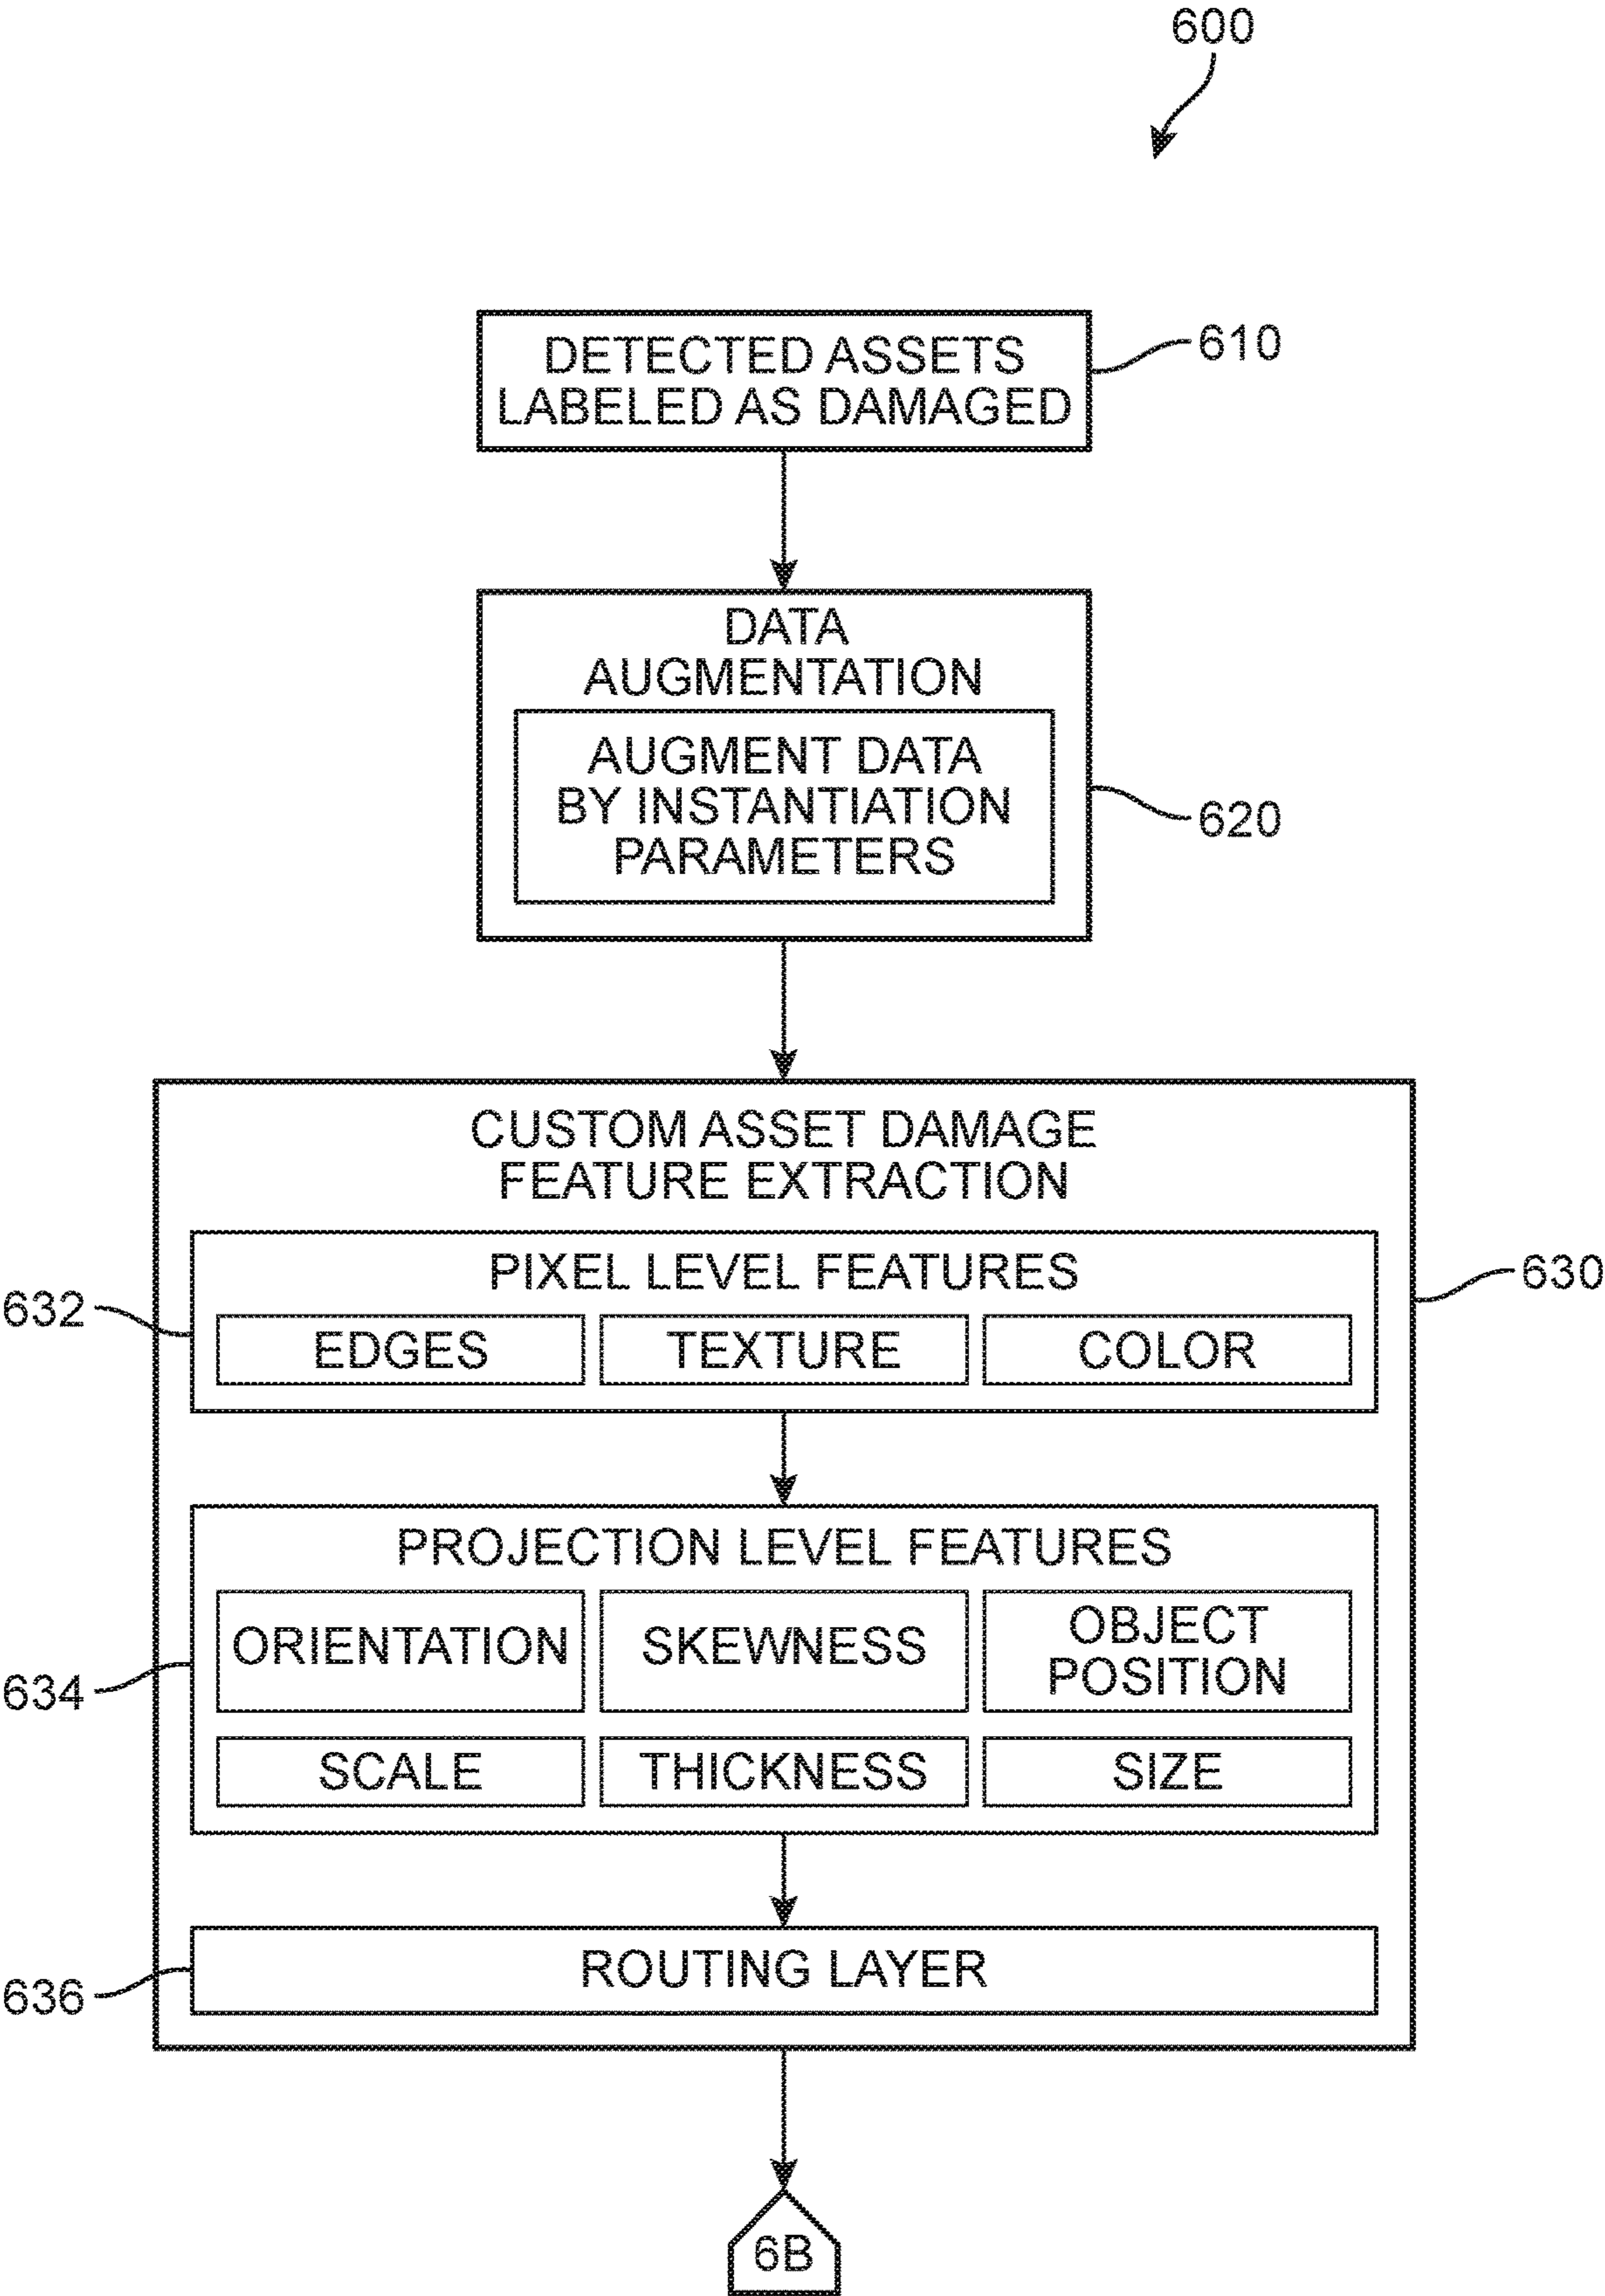 600
DETECTED ASSETS
LABELED AS DAMAGED
610
DATA
AUGMENTATION
AUGMENT DATA
BY INSTANTIATION
PARAMETERS
620
CUSTOM ASSET DAMAGE
FEATURE EXTRACTION
630
PIXEL LEVEL FEATURES
632
EDGES
TEXTURE
COLOR
PROJECTION LEVEL FEATURES
634
ORIENTATION
SKEWNESS
OBJECT
POSITION
SCALE
THICKNESS
SIZE
636
ROUTING LAYER
6B